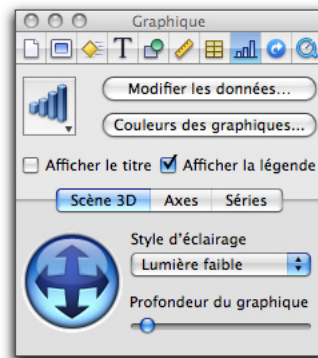 Graphique
T
Modifier les données...
Couleurs des graphiques...
Afficher le titre Afficher la légende
Scène 3D Axes Séries
Style d'éclairage
Lumière faible
Profondeur du graphique